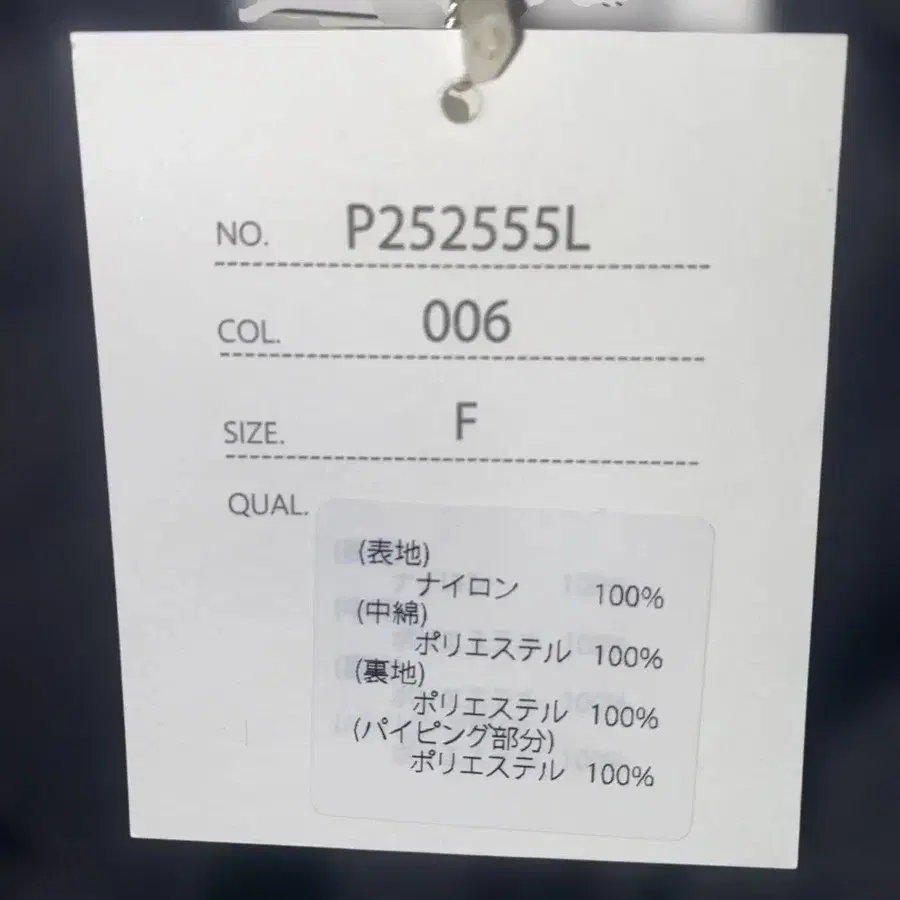 NO. P252555L
COL. 006
SIZE. F
QUAL.
(表地)
ナイロン 100%
(中綿)
ポリエステル 100%
(裏地)
ポリエステル 100%
(パイピング部分)
ポリエステル 100%